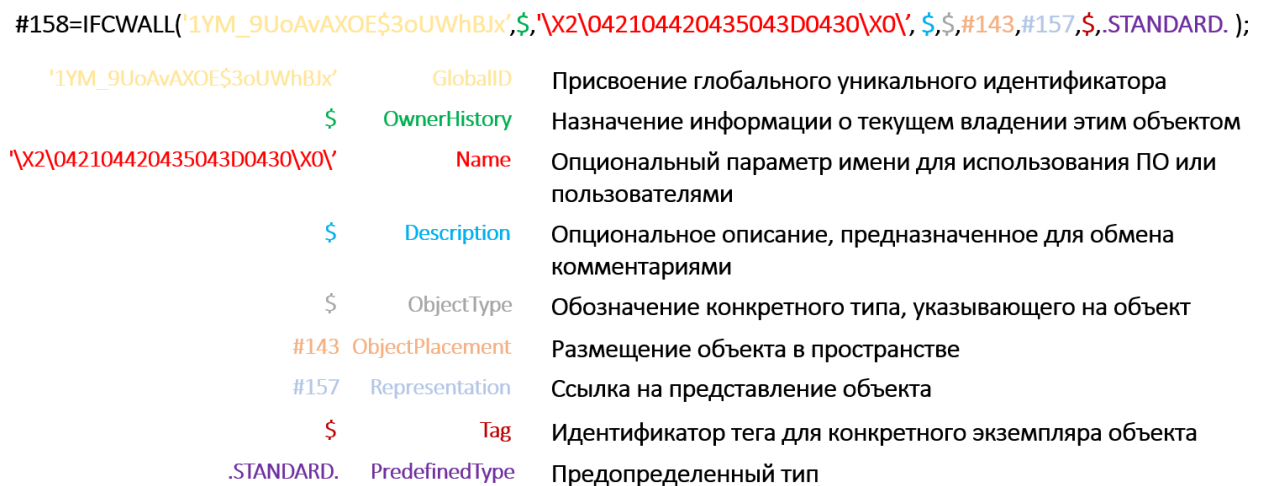 #158=IFCWALL('1YM_9UoAvAXOE$3oUWhBJx',$,'\X2\042104420435043D0430\X0\', $,$,#143,#157,$,.STANDARD. );
'1YM_9UoAvAXOE$3oUWhBJx' GlobalID Присвоение глобального уникального идентификатора
$ OwnerHistory Назначение информации о текущем владении этим объектом
'\X2\042104420435043D0430\X0\' Name Опциональный параметр имени для использования ПО или
пользователями
$ Description Опциональное описание, предназначенное для обмена
комментариями
$ ObjectType Обозначение конкретного типа, указывающего на объект
#143 ObjectPlacement Размещение объекта в пространстве
#157 Representation Ссылка на представление объекта
$ Tag Идентификатор тега для конкретного экземпляра объекта
.STANDARD. PredefinedType Предопределенный тип